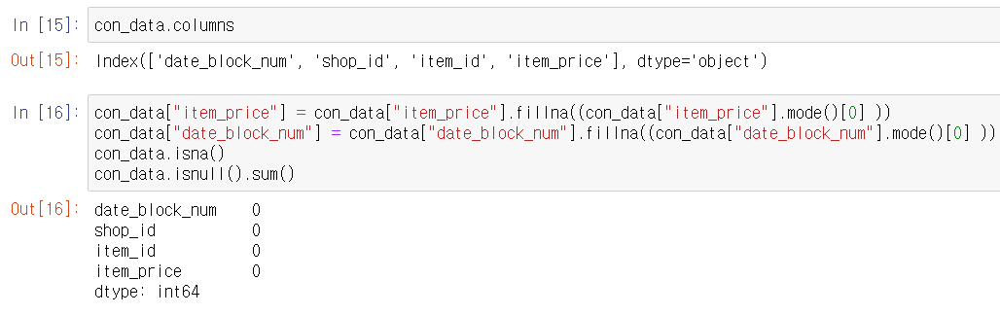 In [15]: con_data.columns
Out[15]: Index(['date_block_num', 'shop_id', 'item_id', 'item_price'], dtype='object')
In [16]: con_data["item_price"] = con_data["item_price"].fillna((con_data["item_price"].mode()[0] ))
con_data["date_block_num"] = con_data["date_block_num"].fillna((con_data["date_block_num"].mode()[0] ))
con_data.isna()
con_data.isnull().sum()
Out[16]: date_block_num    0
shop_id           0
item_id           0
item_price        0
dtype: int64